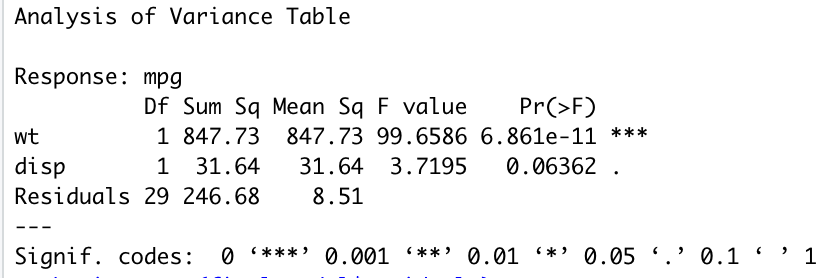 Analysis of Variance Table
Response: mpg
Df Sum Sq Mean Sq F value Pr(>F)
wt 1 847.73 847.73 99.6586 6.861e-11 ***
disp 1 31.64 31.64 3.7195 0.06362 .
Residuals 29 246.68 8.51
---
Signif. codes: 0 ‘***’ 0.001 ‘**’ 0.01 ‘*’ 0.05 ‘.’ 0.1 ‘ ’ 1